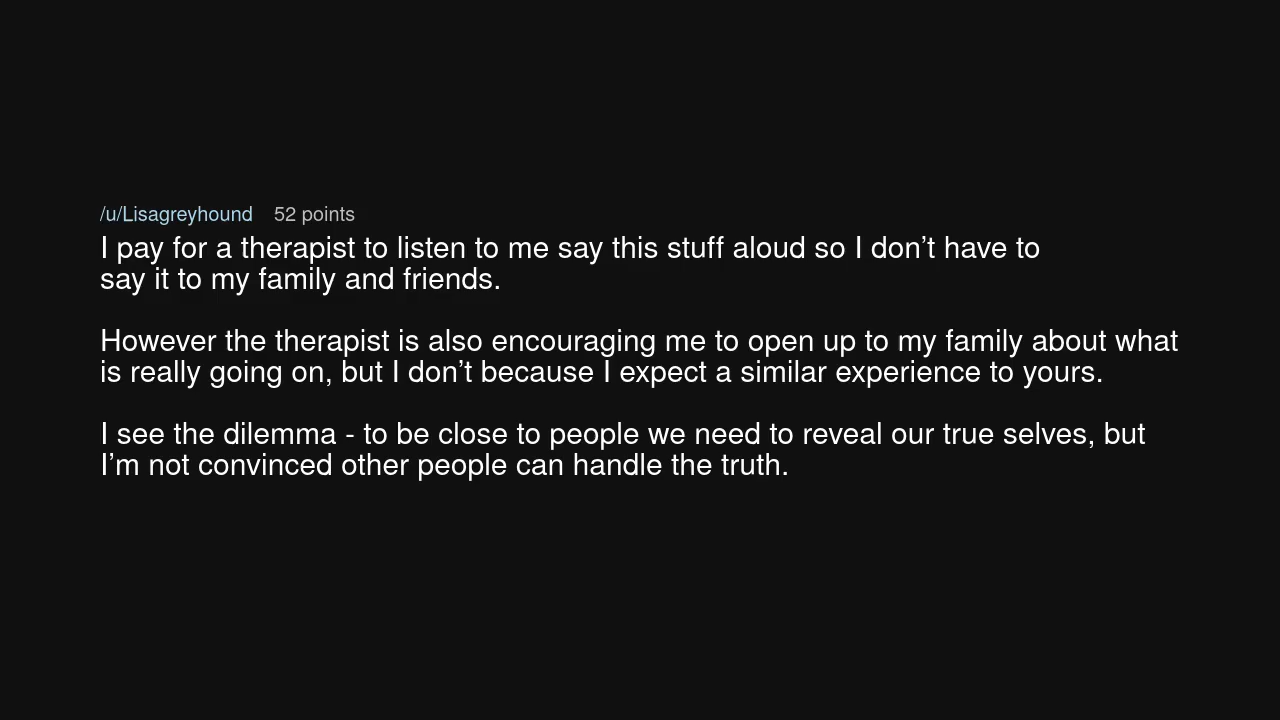 /u/Lisagreyhound 52 points
I pay for a therapist to listen to me say this stuff aloud so I don’t have to
say it to my family and friends.
However the therapist is also encouraging me to open up to my family about what
is really going on, but I don’t because I expect a similar experience to yours.
I see the dilemma - to be close to people we need to reveal our true selves, but
I’m not convinced other people can handle the truth.